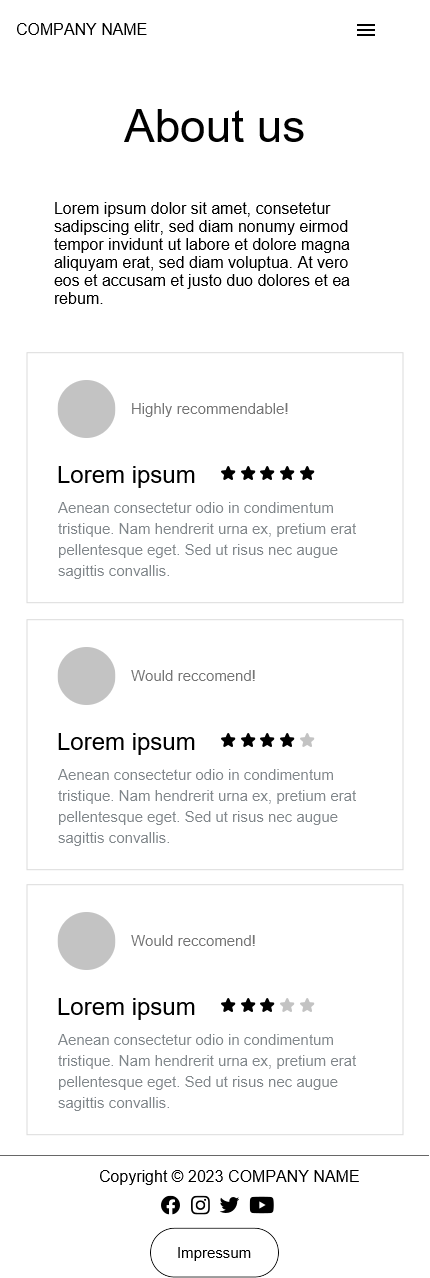 COMPANY NAME
About us
Lorem ipsum dolor sit amet, consetetur
sadipscing elitr, sed diam nonumy eirmod
tempor invidunt ut labore et dolore magna
aliquyam erat, sed diam voluptua. At vero
eos et accusam et justo duo dolores et ea
rebum.
Highly recommendable!
Lorem ipsum
Aenean consectetur odio in condimentum
tristique. Nam hendrerit urna ex, pretium erat
pellentesque eget. Sed ut risus nec augue
sagittis convallis.
Would reccomend!
Lorem ipsum
Aenean consectetur odio in condimentum
tristique. Nam hendrerit urna ex, pretium erat
pellentesque eget. Sed ut risus nec augue
sagittis convallis.
Would reccomend!
Lorem ipsum
Aenean consectetur odio in condimentum
tristique. Nam hendrerit urna ex, pretium erat
pellentesque eget. Sed ut risus nec augue
sagittis convallis.
Copyright © 2023 COMPANY NAME
Impressum